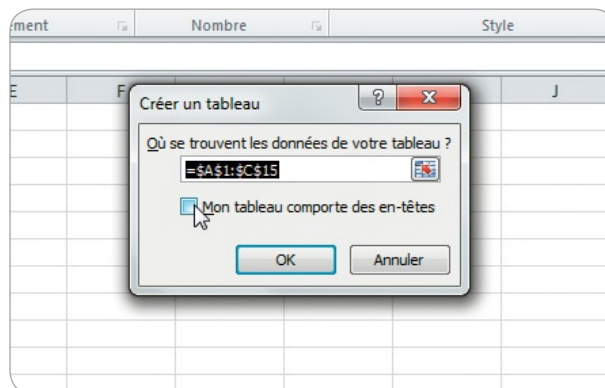 ment Nombre Style
E F J
Créer un tableau ?
Où se trouvent les données de votre tableau ?
=$A$1:$C$15
Mon tableau comporte des en-têtes
OK Annuler